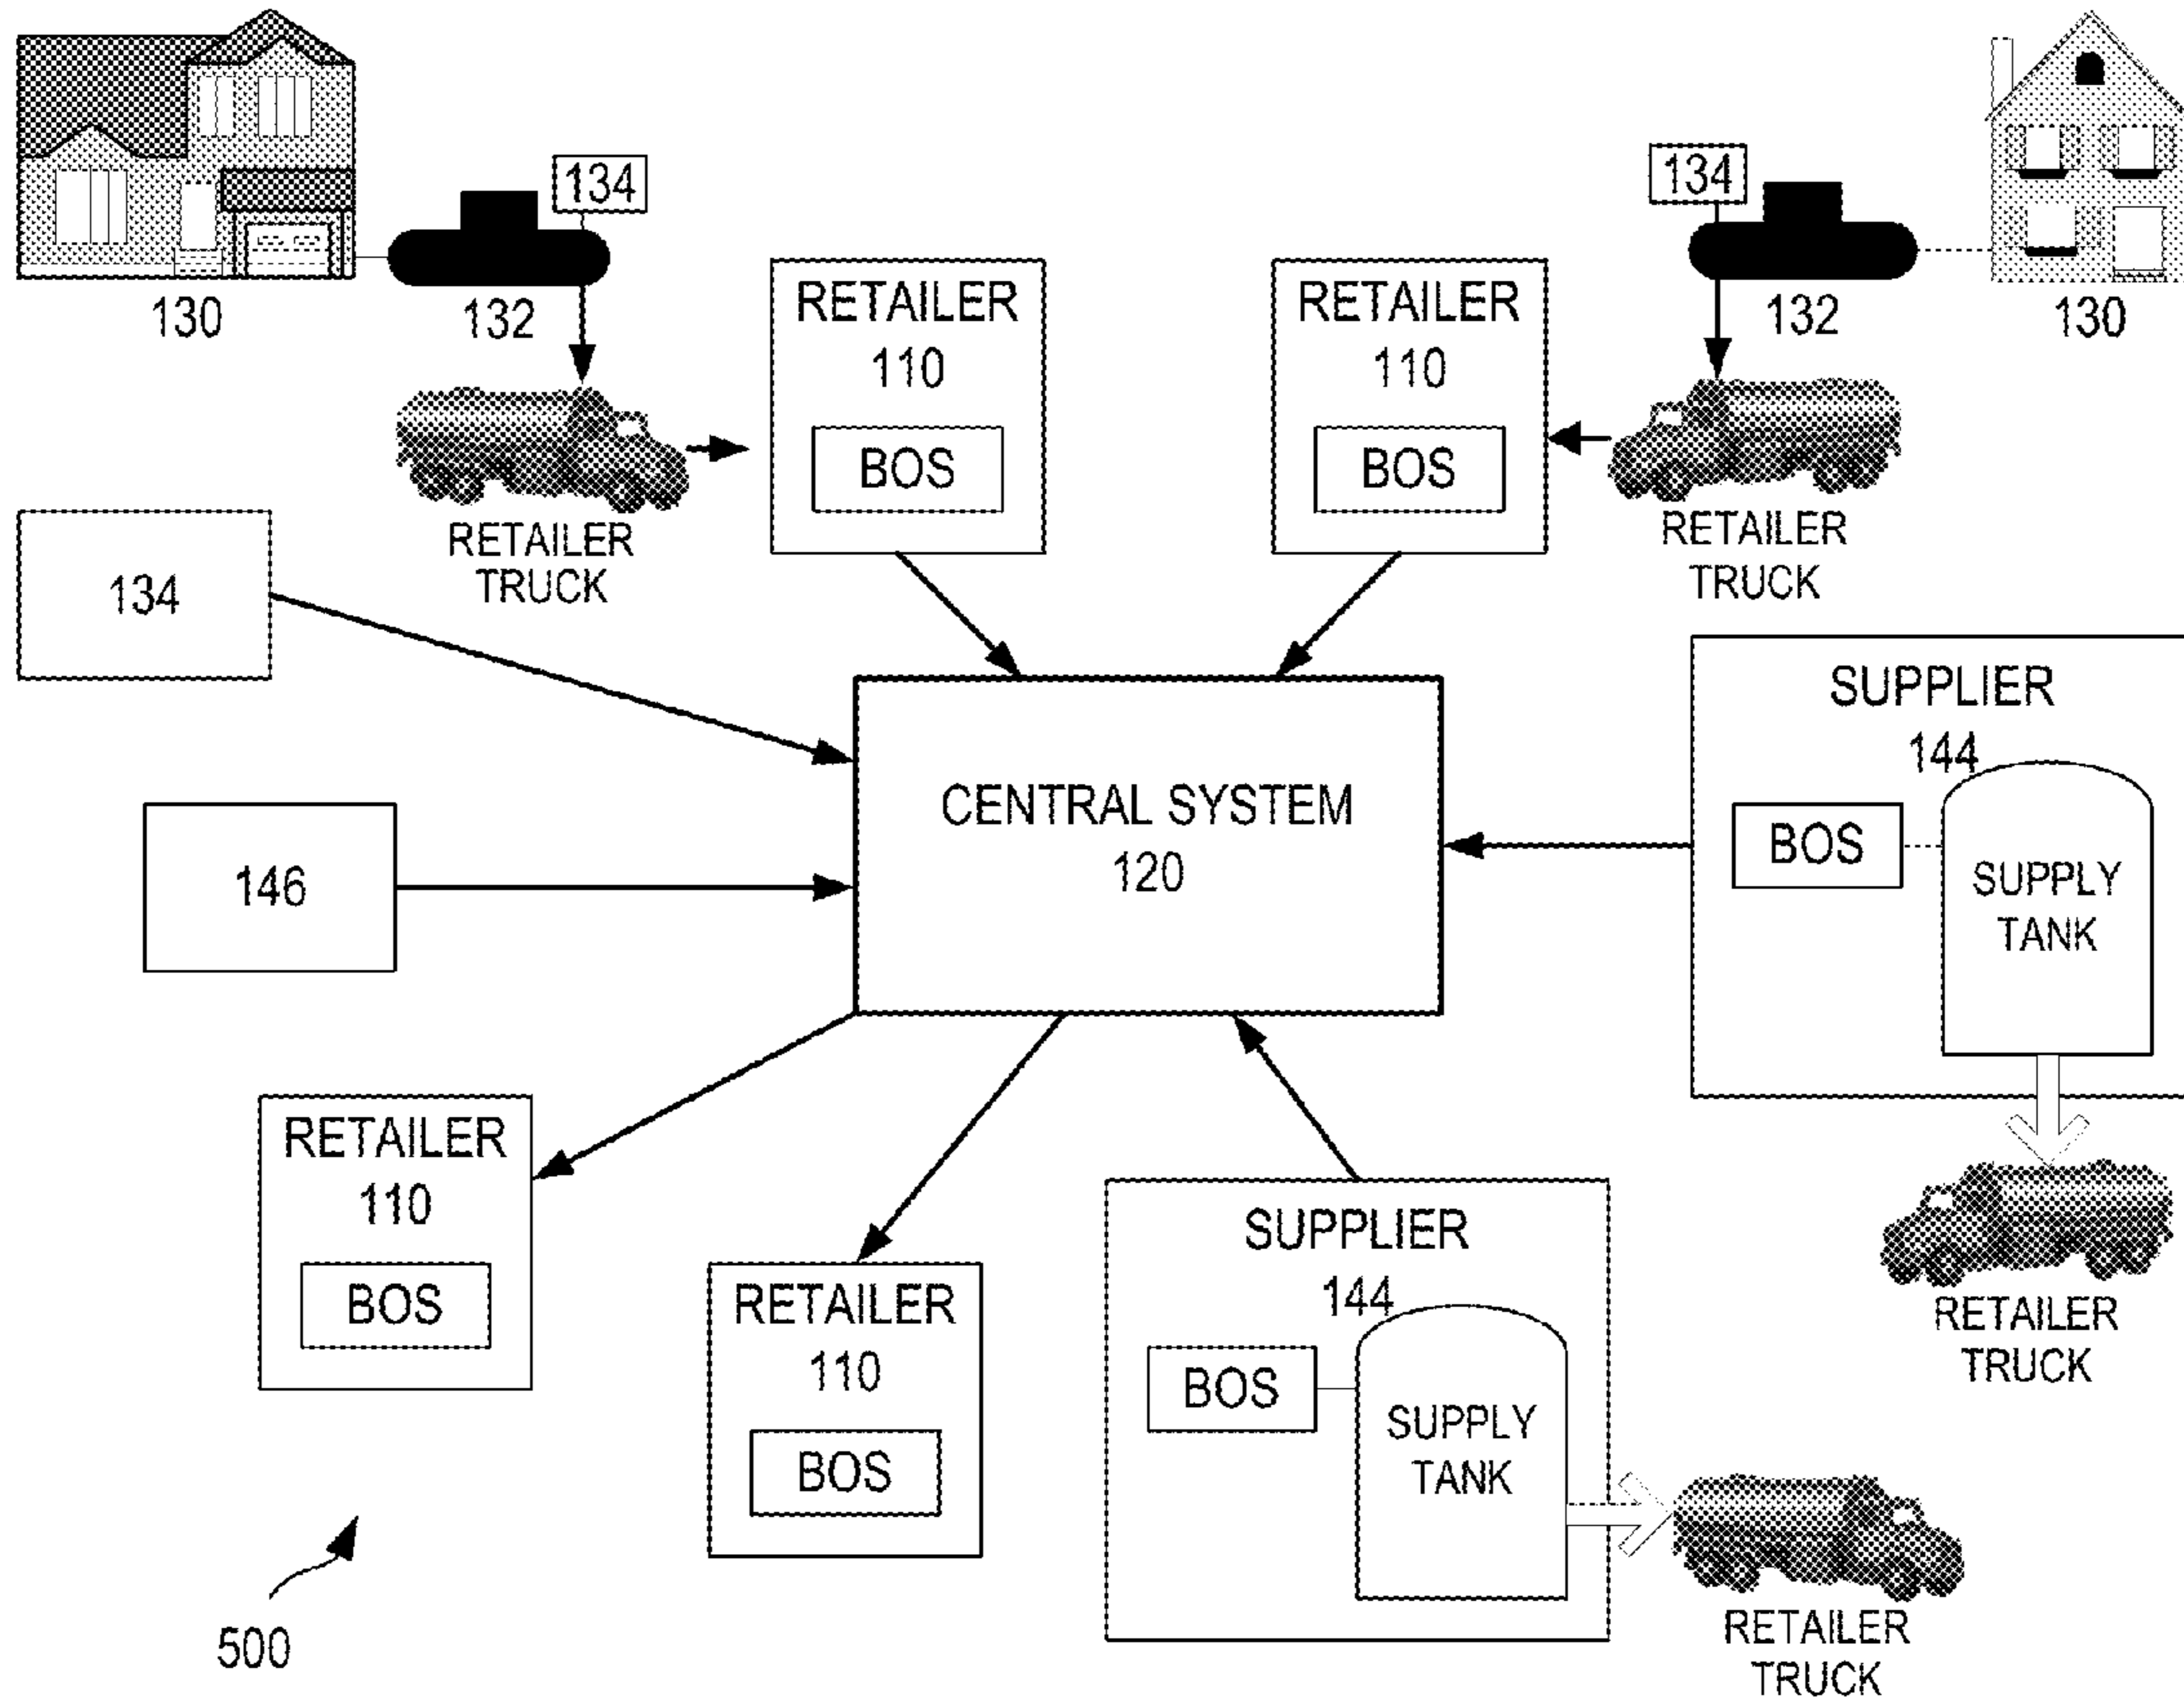 134
134
130
132
132
130
RETAILER
110
BOS
RETAILER
110
BOS
RETAILER
TRUCK
RETAILER
TRUCK
134
SUPPLIER
144
BOS
SUPPLY
TANK
CENTRAL SYSTEM
120
146
RETAILER
110
BOS
RETAILER
110
BOS
SUPPLIER
144
BOS
SUPPLY
TANK
RETAILER
TRUCK
RETAILER
TRUCK
500